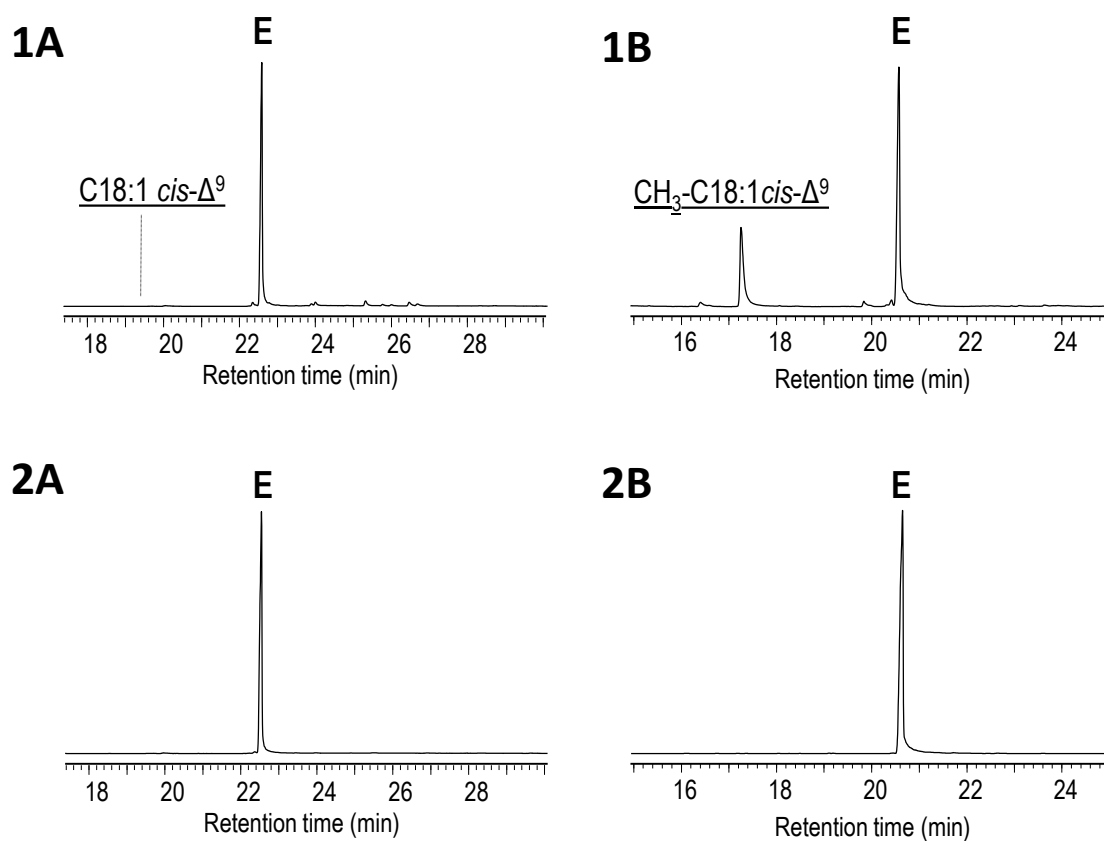 1A
E
C18:1 cis-Δ⁹
18 20 22 24 26 28
Retention time (min)
1B
E
CH₃-C18:1cis-Δ⁹
16 18 20 22 24
Retention time (min)
2A
E
18 20 22 24 26 28
Retention time (min)
2B
E
16 18 20 22 24
Retention time (min)